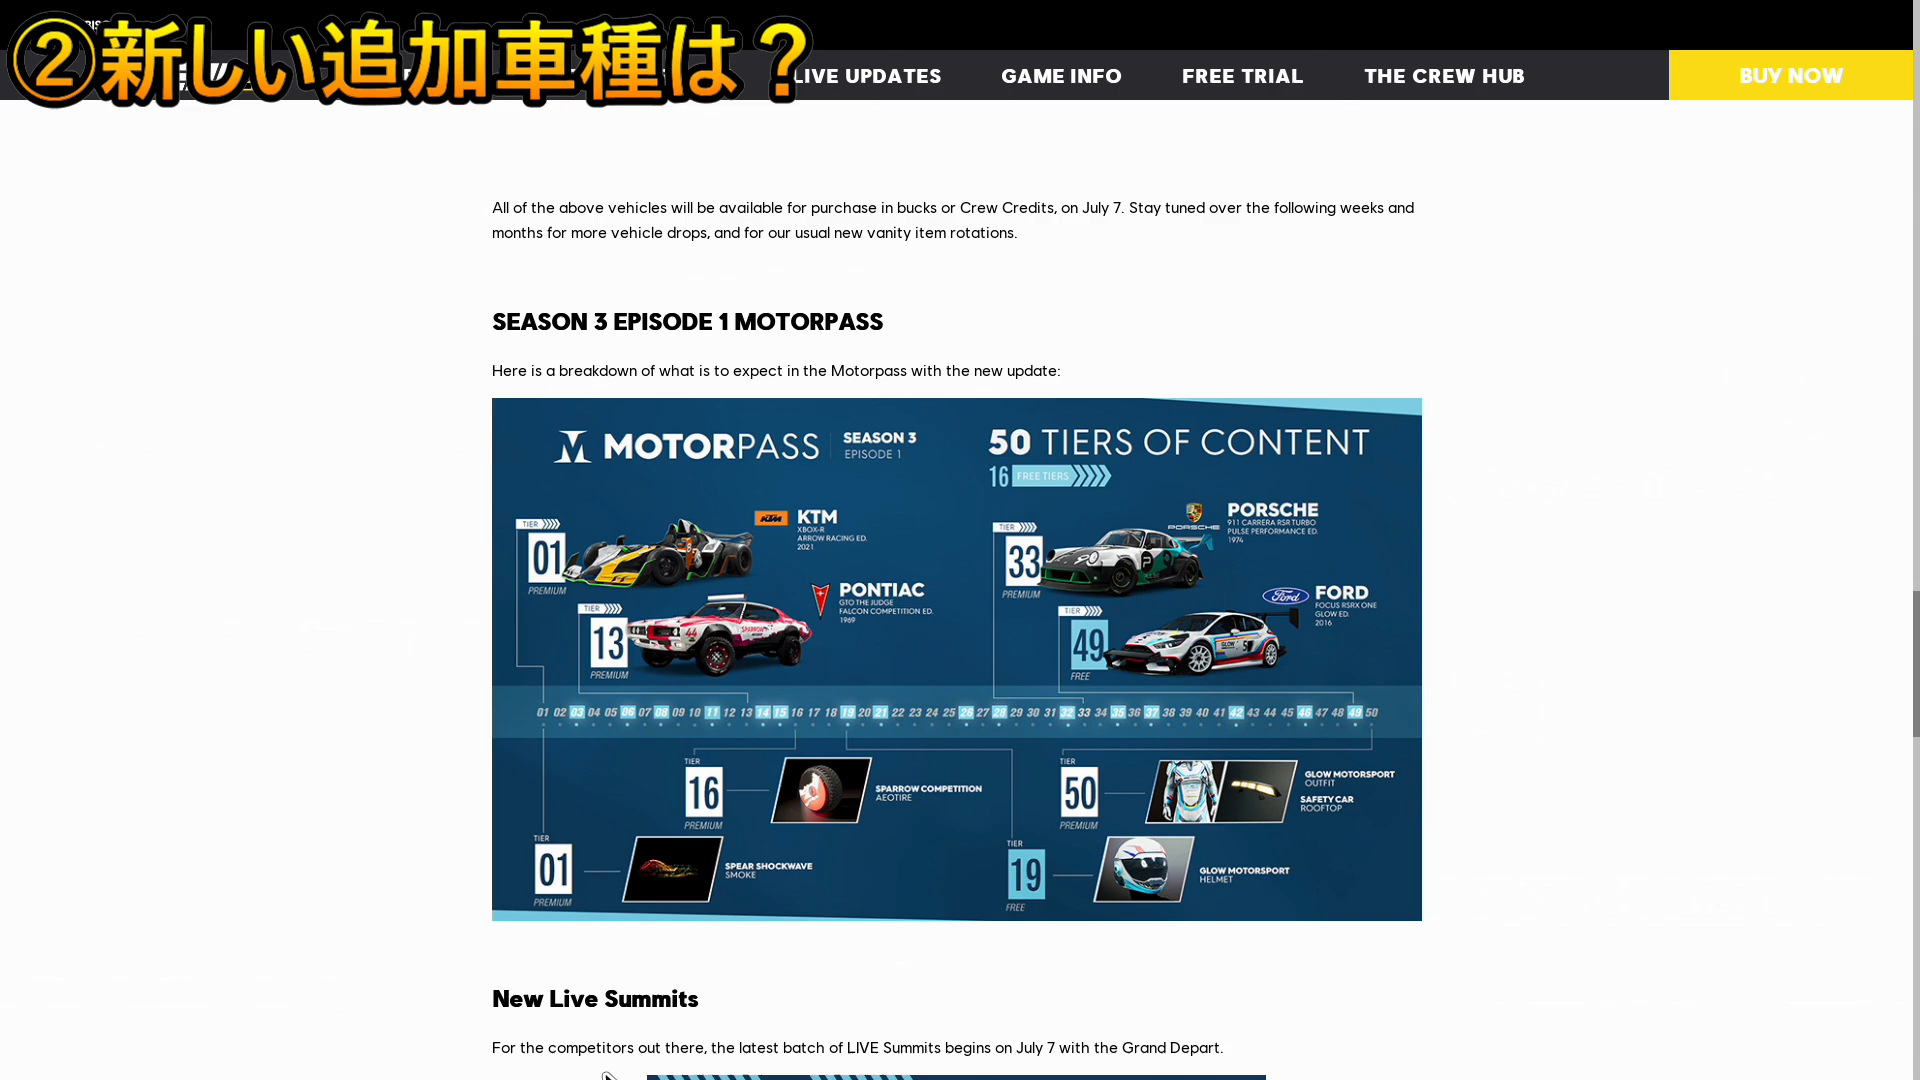 ②新しい追加車種は？
LIVE UPDATES
GAME INFO
FREE TRIAL
THE CREW HUB
BUY NOW
All of the above vehicles will be available for purchase in bucks or Crew Credits, on July 7. Stay tuned over the following weeks and
months for more vehicle drops, and for our usual new vanity item rotations.
SEASON 3 EPISODE 1 MOTORPASS
Here is a breakdown of what is to expect in the Motorpass with the new update:
MOTORPASS
SEASON 3
EPISODE 1
50 TIERS OF CONTENT
16 FREE TIERS
TIER
01
PREMIUM
KTM
KTM
XBOX-R
ARROW RACING ED.
2021
TIER
13
PREMIUM
PONTIAC
GTO THE JUDGE
FALCON COMPETITION ED.
1969
SPARROW
44
TIER
33
PREMIUM
PORSCHE
PORSCHE
911 CARRERA RSR TURBO
PULSE PERFORMANCE ED.
1974
TIER
49
FREE
Ford
FORD
FOCUS RSRX ONE
GLOW ED.
2016
01 02 03 04 05 06 07 08 09 10 11 12 13 14 15 16 17 18 19 20 21 22 23 24 25 26 27 28 29 30 31 32 33 34 35 36 37 38 39 40 41 42 43 44 45 46 47 48 49 50
TIER
16
PREMIUM
SPARROW COMPETITION
AEOTIRE
TIER
50
PREMIUM
GLOW MOTORSPORT
OUTFIT
SAFETY CAR
ROOFTOP
TIER
01
PREMIUM
SPEAR SHOCKWAVE
SMOKE
TIER
19
FREE
GLOW MOTORSPORT
HELMET
New Live Summits
For the competitors out there, the latest batch of LIVE Summits begins on July 7 with the Grand Depart.